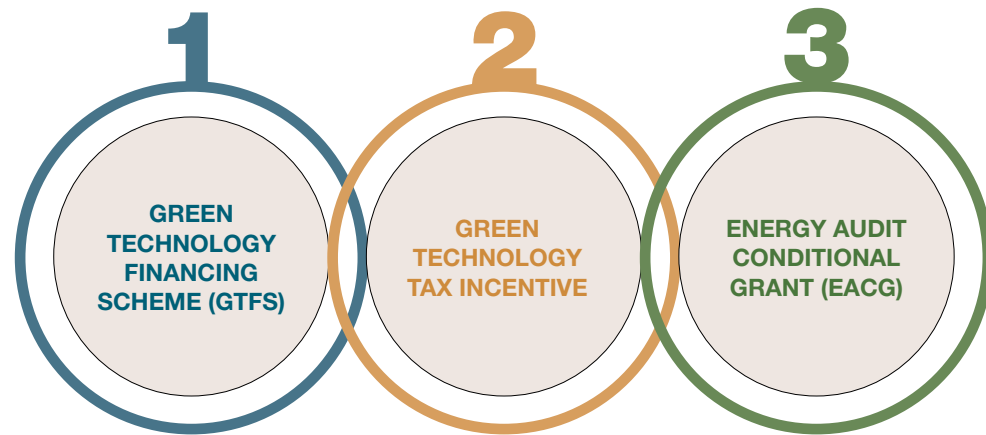 1
GREEN
TECHNOLOGY
FINANCING
SCHEME (GTFS)
2
GREEN
TECHNOLOGY
TAX INCENTIVE
3
ENERGY AUDIT
CONDITIONAL
GRANT (EACG)